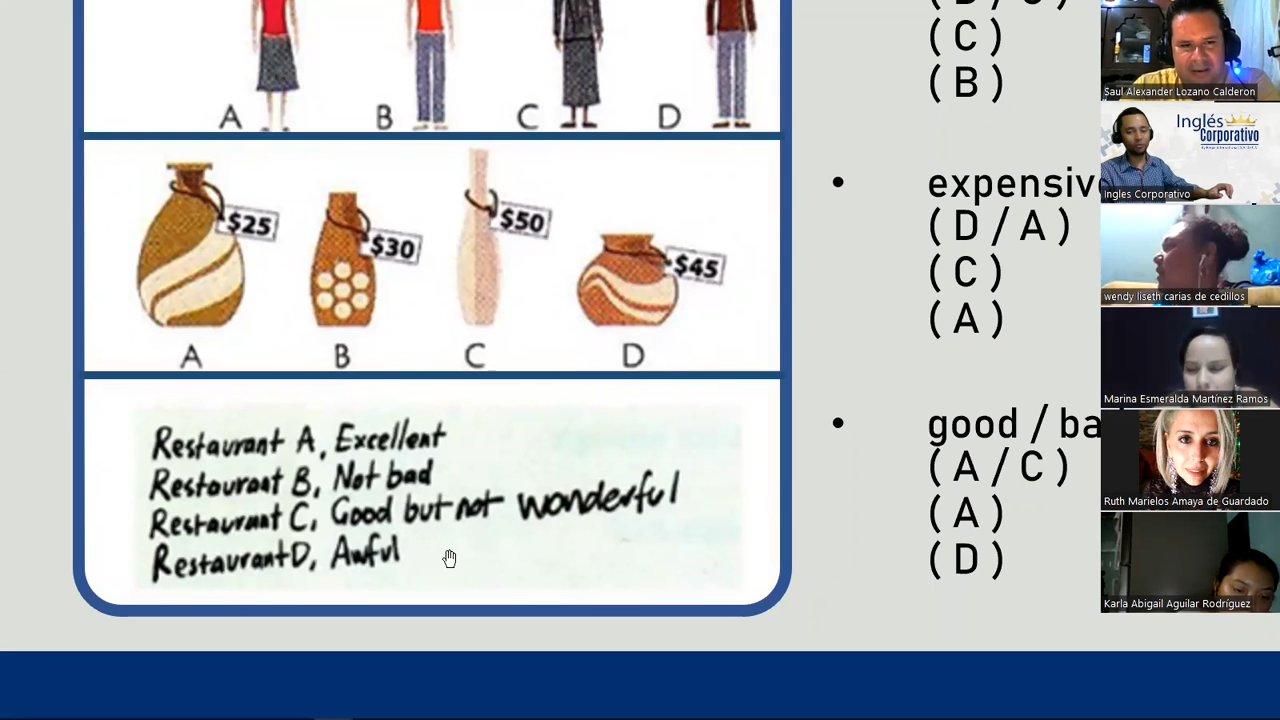 A B C D
$25
$30
$50
$45
A B C D
Restaurant A, Excellent
Restaurant B, Not bad
Restaurant C, Good but not wonderful
Restaurant D, Awful
( C )
( B )
• expensiv
( D / A )
( C )
( A )
• good / ba
( A / C )
( A )
( D )
Saul Alexander Lozano Calderon
Inglés
Corporativo
Ingles Corporativo
wendy liseth carias de cedillos
Marina Esmeralda Martínez Ramos
Ruth Marielos Amaya de Guardado
Karla Abigail Aguilar Rodríguez